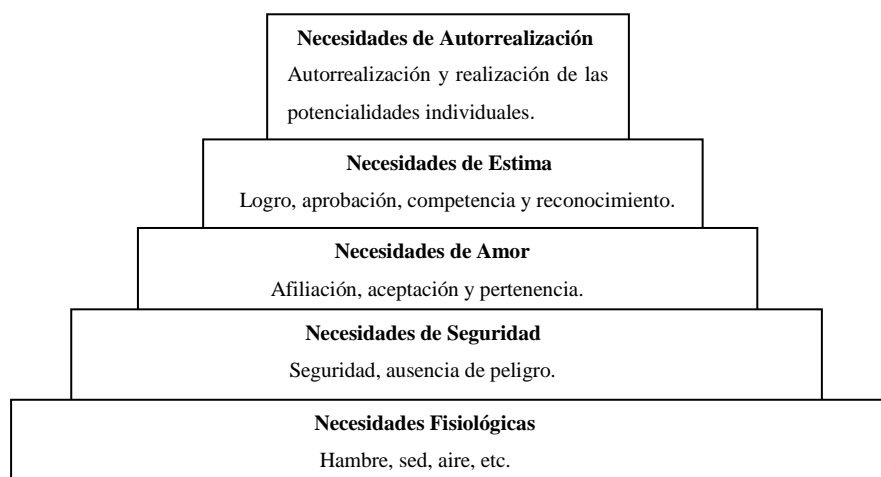 Necesidades de Autorrealización
Autorrealización y realización de las
potencialidades individuales.
Necesidades de Estima
Logro, aprobación, competencia y reconocimiento.
Necesidades de Amor
Afiliación, aceptación y pertenencia.
Necesidades de Seguridad
Seguridad, ausencia de peligro.
Necesidades Fisiológicas
Hambre, sed, aire, etc.